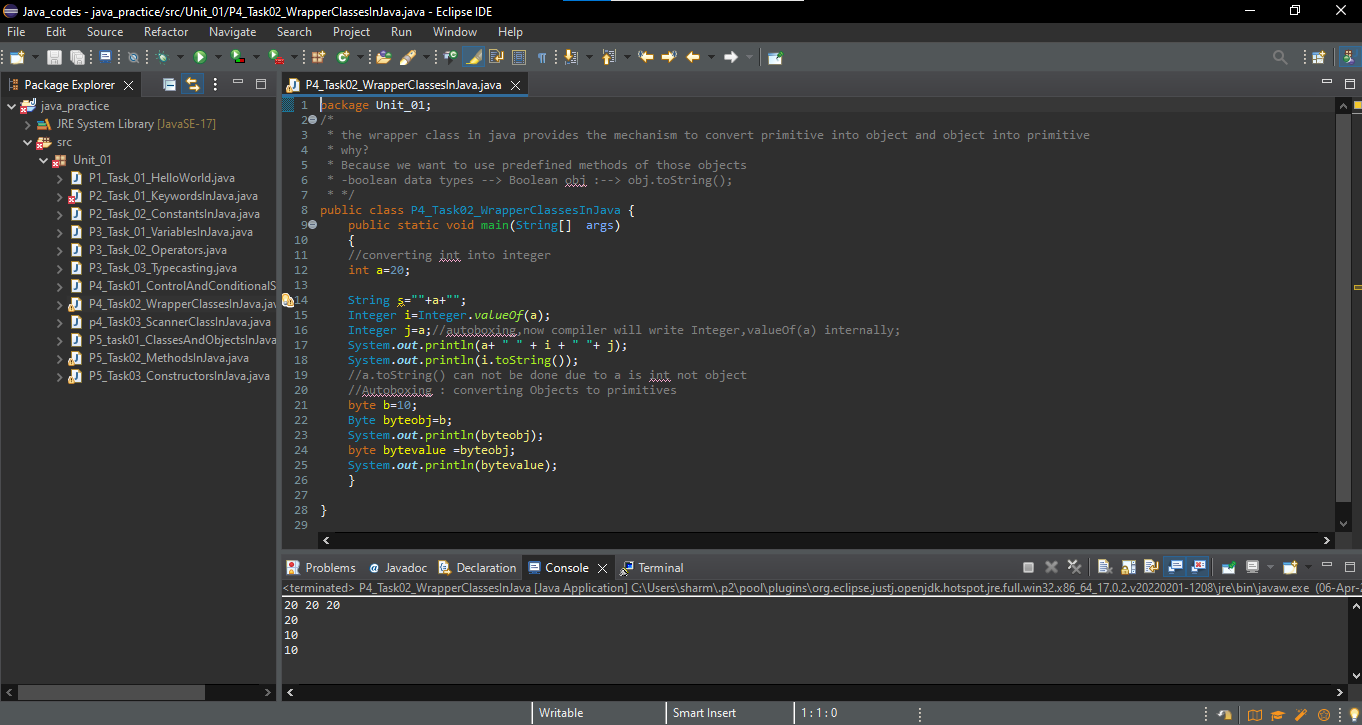 Java_codes - java_practice/src/Unit_01/P4_Task02_WrapperClassesInJava.java - Eclipse IDE
File Edit Source Refactor Navigate Search Project Run Window Help
Package Explorer
java_practice
JRE System Library [JavaSE-17]
src
Unit_01
P1_Task_01_HelloWorld.java
P2_Task_01_KeywordsInJava.java
P2_Task_02_ConstantsInJava.java
P3_Task_01_VariablesInJava.java
P3_Task_02_Operators.java
P3_Task_03_Typecasting.java
P4_Task01_ControlAndConditionalS
P4_Task02_WrapperClassesInJava.jav
p4_Task03_ScannerClassInJava.java
P5_task01_ClassesAndObjectsInJava
P5_Task02_MethodsInJava.java
P5_Task03_ConstructorsInJava.java
P4_Task02_WrapperClassesInJava.java
1 package Unit_01;
2 /*
3 * the wrapper class in java provides the mechanism to convert primitive into object and object into primitive
4 * why?
5 * Because we want to use predefined methods of those objects
6 * -boolean data types --> Boolean obj :--> obj.toString();
7 * */
8 public class P4_Task02_WrapperClassesInJava {
9 public static void main(String[] args)
10 {
11 //converting int into integer
12 int a=20;
13
14 String s=""+a+"";
15 Integer i=Integer.valueOf(a);
16 Integer j=a;//autoboxing,now compiler will write Integer,valueOf(a) internally;
17 System.out.println(a+ " " + i + " "+ j);
18 System.out.println(i.toString());
19 //a.toString() can not be done due to a is int not object
20 //Autoboxing : converting Objects to primitives
21 byte b=10;
22 Byte byteobj=b;
23 System.out.println(byteobj);
24 byte bytevalue =byteobj;
25 System.out.println(bytevalue);
26 }
27
28 }
29
Problems Javadoc Declaration Console Terminal
<terminated> P4_Task02_WrapperClassesInJava [Java Application] C:\Users\sharm\.p2\pool\plugins\org.eclipse.justj.openjdk.hotspot.jre.full.win32.x86_64_17.0.2.v20220201-1208\jre\bin\javaw.exe (06-Apr-2
20 20 20
20
10
10
Writable Smart Insert 1 : 1 : 0